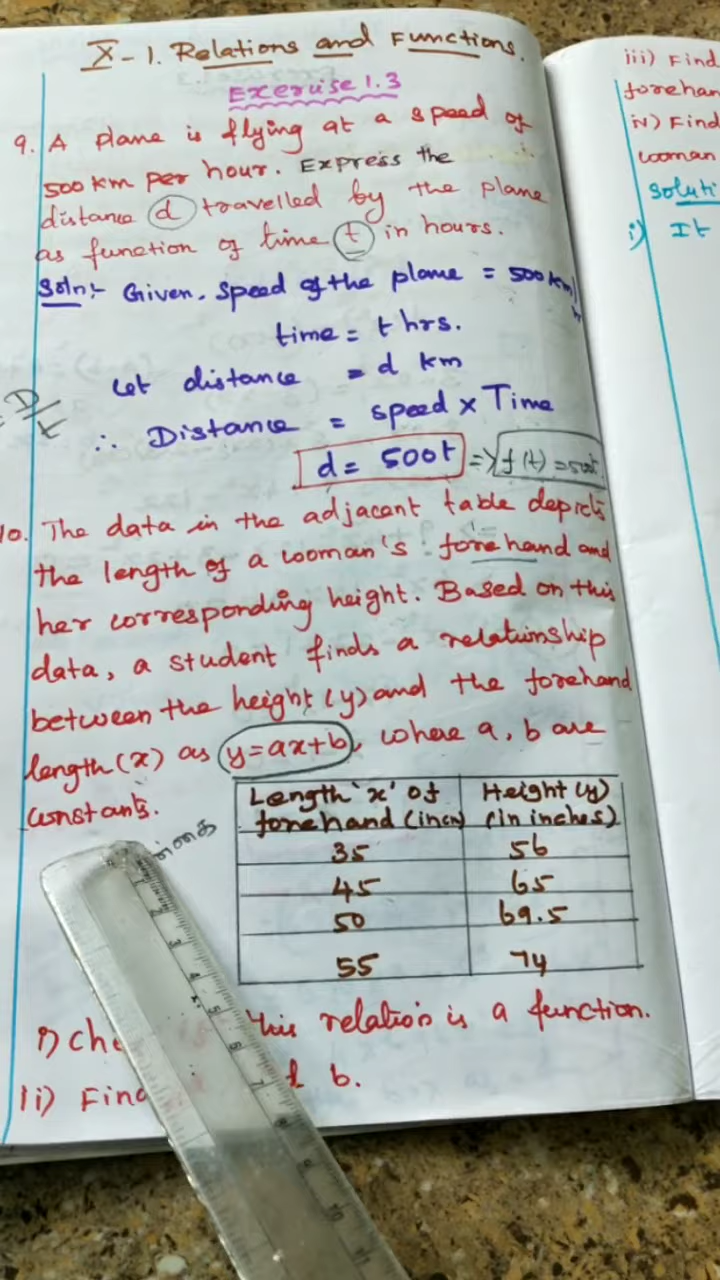 X-1. Relations and Functions.
Exercise 1.3
9. A plane is flying at a speed of
500 km per hour. Express the
distance d travelled by the plane
as function of time t in hours.
Soln:- Given, Speed of the plane = 500 km/
hr
time = t hrs.
Let distance = d km
= D/t
∴ Distance = speed × Time
d = 500t => f(t) = 500t
10. The data in the adjacent table depicts
the length of a woman's forehand and
her corresponding height. Based on this
data, a student finds a relationship
between the height (y) and the forehand
length (x) as y=ax+b, where a, b are
constants.
Length 'x' of forehand (in cm) Height (y) (in inches)
35 56
45 65
50 69.5
55 74
i) Che this relation is a function.
ii) Find b.
iii) Find
forehan
iv) Find
woman
Soluti
i) It